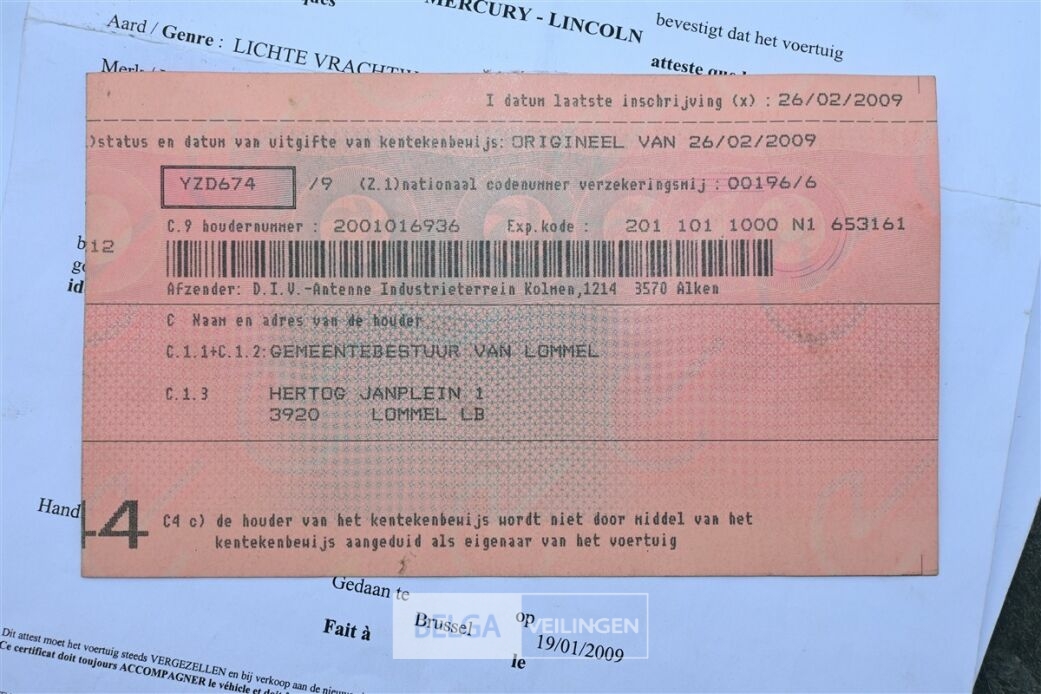 MERCURY - LINCOLN
bevestigt dat het voertuig
Aard / Genre : LICHTE
atteste
I datum laatste inschrijving (x) : 26/02/2009
)status en datum van uitgifte van kentekenbewijs: ORIGINEEL VAN 26/02/2009
YZD674 /9 (Z.1)nationaal codenummer verzekeringsmij : 00196/6
C.9 houdernummer : 2001016936 Exp.kode : 201 101 1000 N1 653161
12
Afzender: D.I.V.-Antenne Industrieterrein Kolmen,1214 3570 Alken
C Naam en adres van de houder
C.1.1+C.1.2: GEMEENTEBESTUUR VAN LOMMEL
C.1.3 HERTOG JANPLEIN 1
3920 LOMMEL LB
44
C4 c) de houder van het kentekenbewijs wordt niet door middel van het
kentekenbewijs aangeduid als eigenaar van het voertuig
Hand
Gedaan te Brussel op 19/01/2009
Fait à le
BELGA VEILINGEN
Dit attest moet het voertuig steeds VERGEZELLEN en bij verkoop aan de
Ce certificat doit toujours ACCOMPAGNER le véhicule et doit